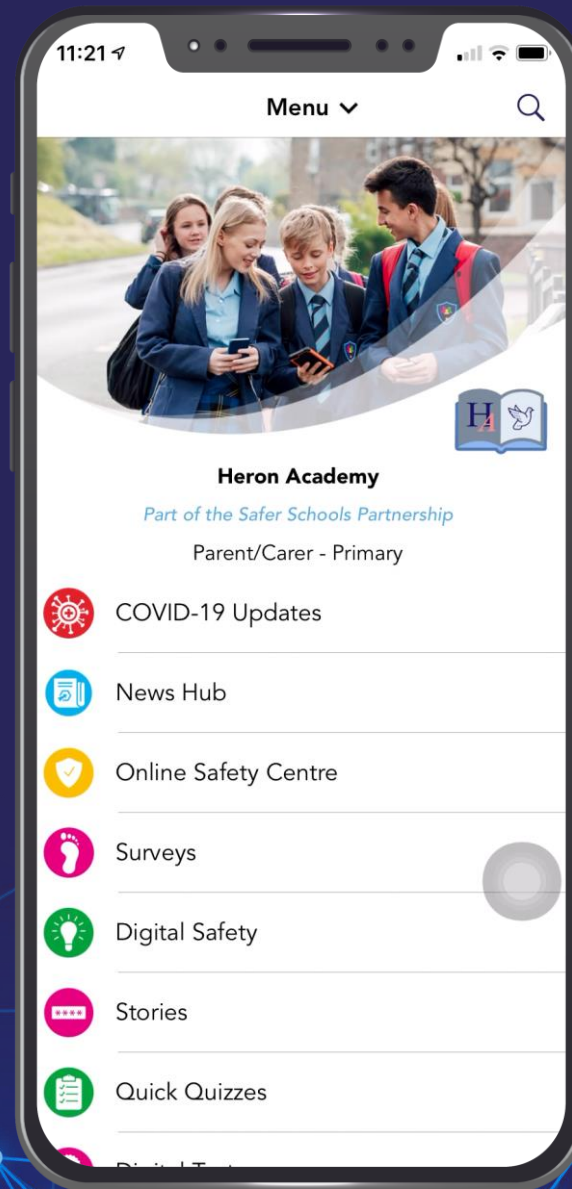 11:21
Menu
HA
Heron Academy
Part of the Safer Schools Partnership
Parent/Carer - Primary
COVID-19 Updates
News Hub
Online Safety Centre
Surveys
Digital Safety
****
Stories
Quick Quizzes